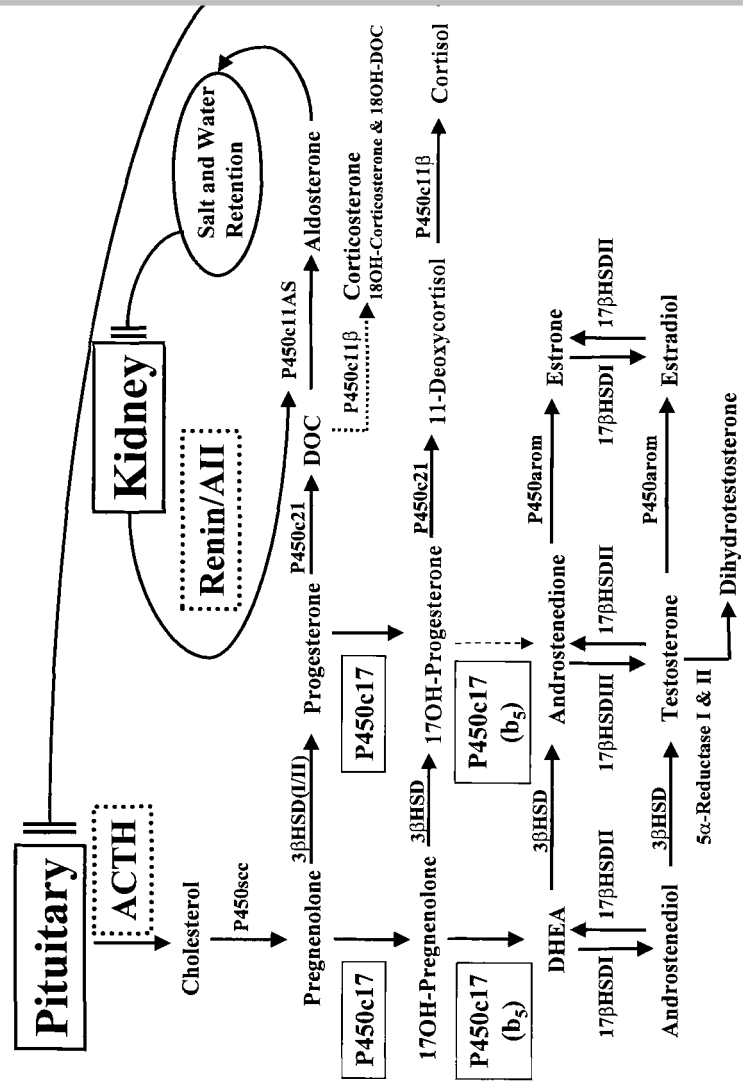 Pituitary
ACTH
Kidney
Renin/AII
Salt and Water
Retention
Cholesterol
P450scc
Pregnenolone
3βHSD(I/II)
Progesterone
P450c21
DOC
P450c11AS
Aldosterone
P450c11β
Corticosterone
18OH-Corticosterone & 18OH-DOC
P450c17
P450c17
17OH-Pregnenolone
3βHSD
17OH-Progesterone
P450c21
11-Deoxycortisol
P450c11β
Cortisol
P450c17
(b₅)
P450c17
(b₅)
DHEA
3βHSD
Androstenedione
P450arom
Estrone
17βHSDI
17βHSDII
17βHSDIII
17βHSDII
17βHSDI
17βHSDII
Androstenediol
3βHSD
Testosterone
P450arom
Estradiol
5α-Reductase I & II
Dihydrotestosterone